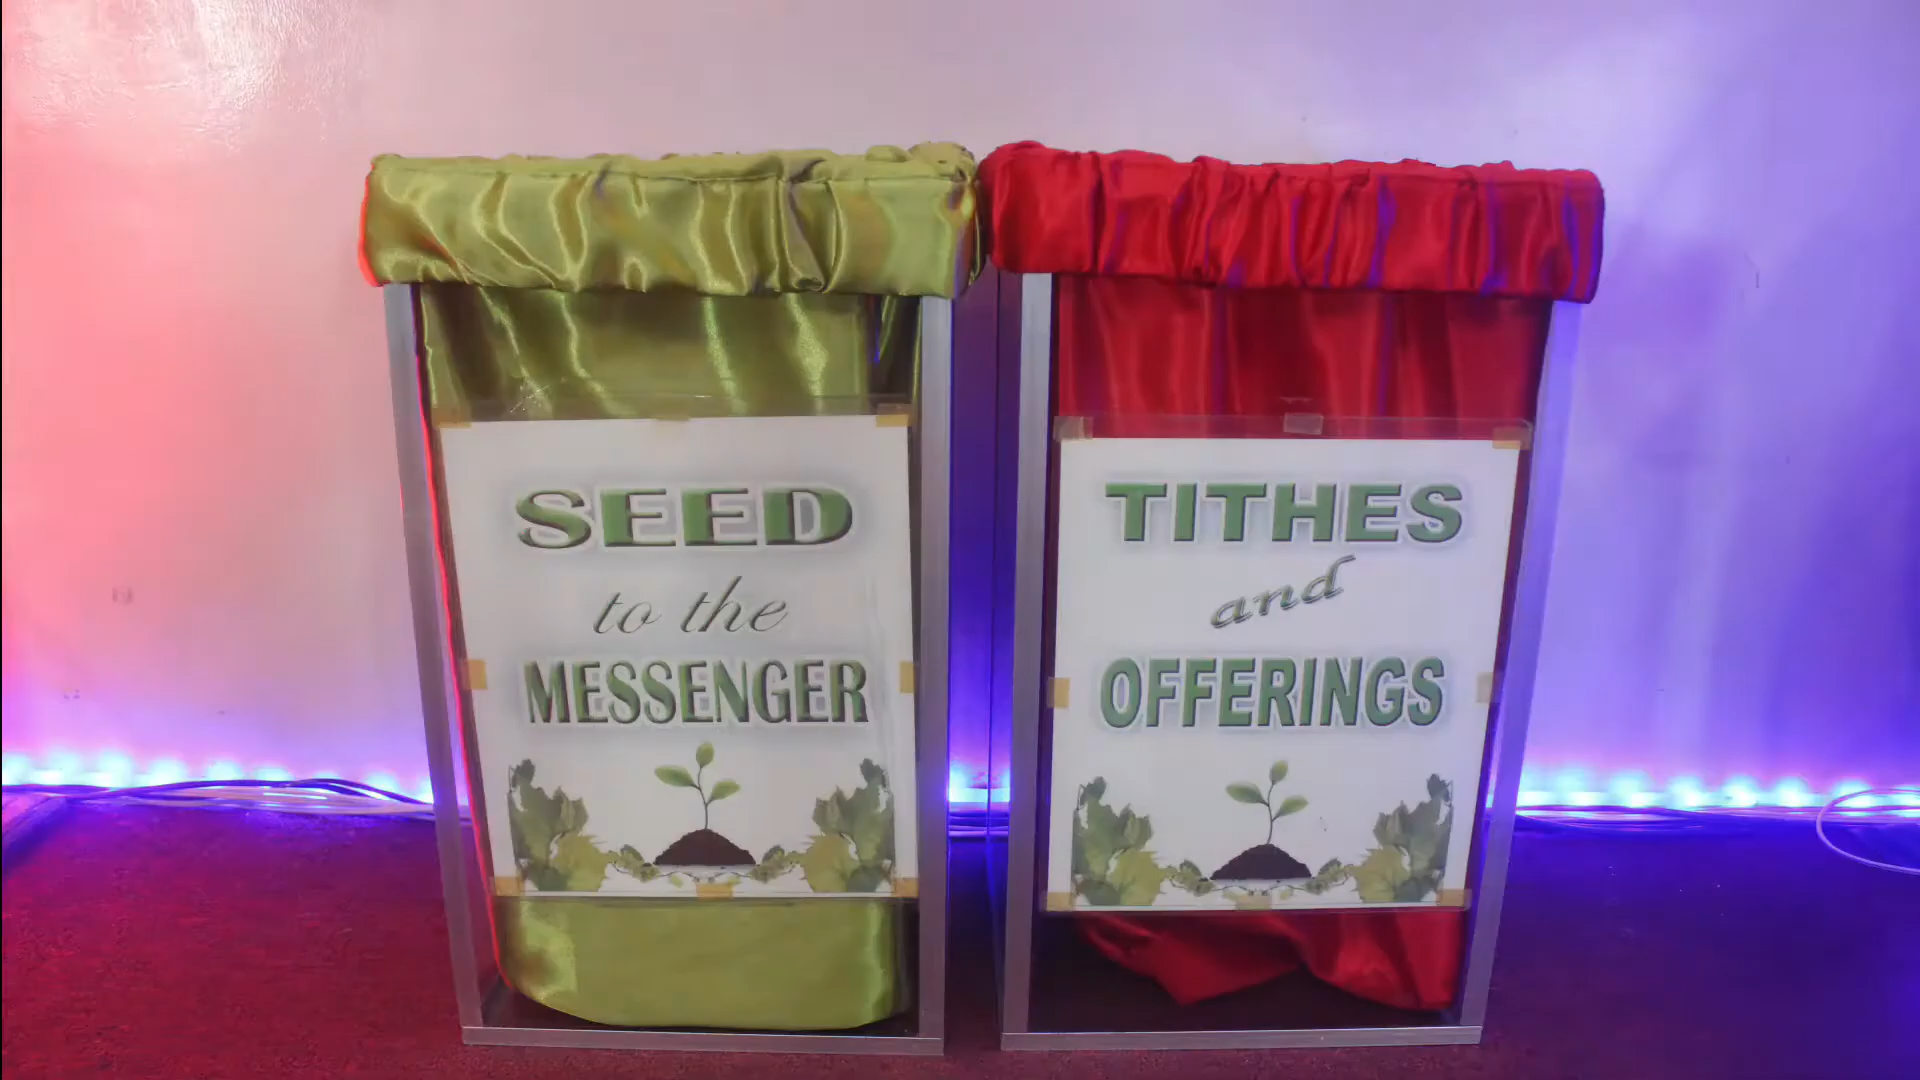 SEED
to the
MESSENGER
TITHES
and
OFFERINGS